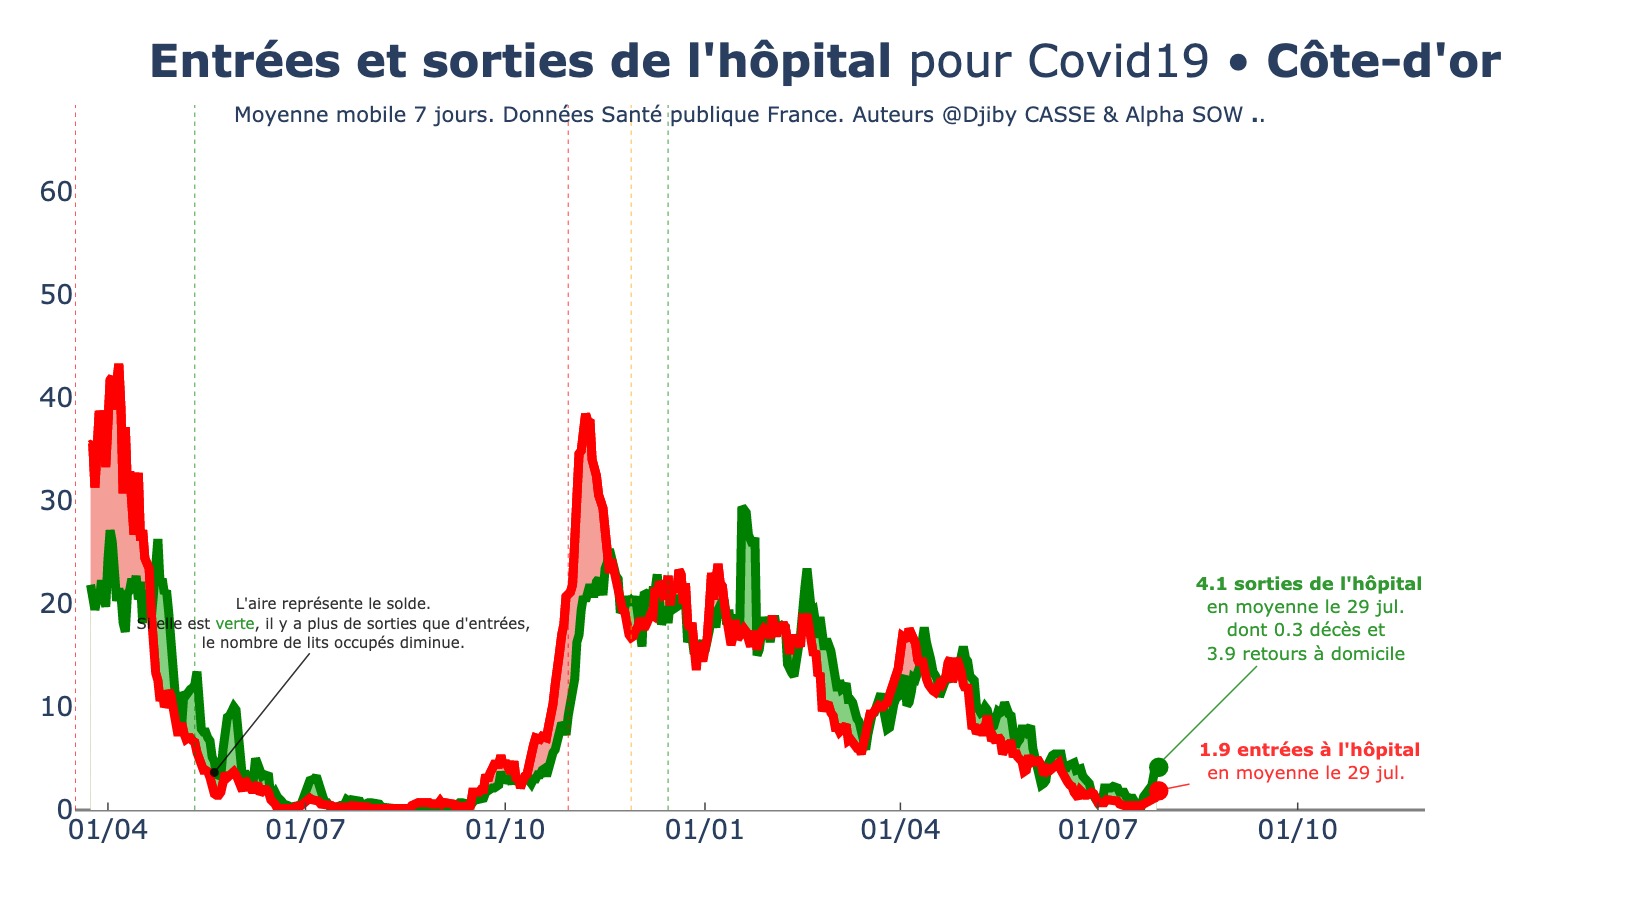 Entrées et sorties de l'hôpital pour Covid19 • Côte-d'or
Moyenne mobile 7 jours. Données Santé publique France. Auteurs @Djiby CASSE & Alpha SOW ..
60
50
40
30
20
10
0
L'aire représente le solde.
Si elle est verte, il y a plus de sorties que d'entrées,
le nombre de lits occupés diminue.
4.1 sorties de l'hôpital
en moyenne le 29 jul.
dont 0.3 décès et
3.9 retours à domicile
1.9 entrées à l'hôpital
en moyenne le 29 jul.
01/04 01/07 01/10 01/01 01/04 01/07 01/10